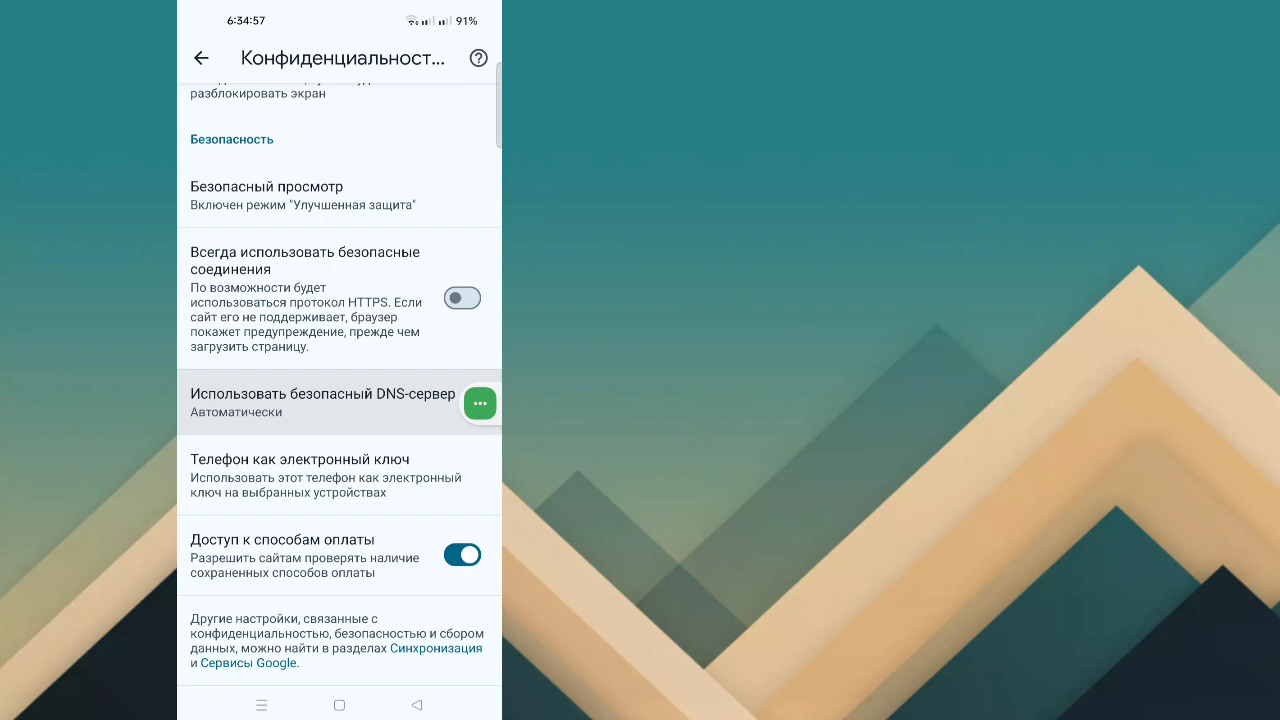 6:34:57
91%
Конфиденциальност...
разблокировать экран
Безопасность
Безопасный просмотр
Включен режим "Улучшенная защита"
Всегда использовать безопасные
соединения
По возможности будет
использоваться протокол HTTPS. Если
сайт его не поддерживает, браузер
покажет предупреждение, прежде чем
загрузить страницу.
Использовать безопасный DNS-сервер
Автоматически
Телефон как электронный ключ
Использовать этот телефон как электронный
ключ на выбранных устройствах
Доступ к способам оплаты
Разрешить сайтам проверять наличие
сохраненных способов оплаты
Другие настройки, связанные с
конфиденциальностью, безопасностью и сбором
данных, можно найти в разделах Синхронизация
и Сервисы Google.